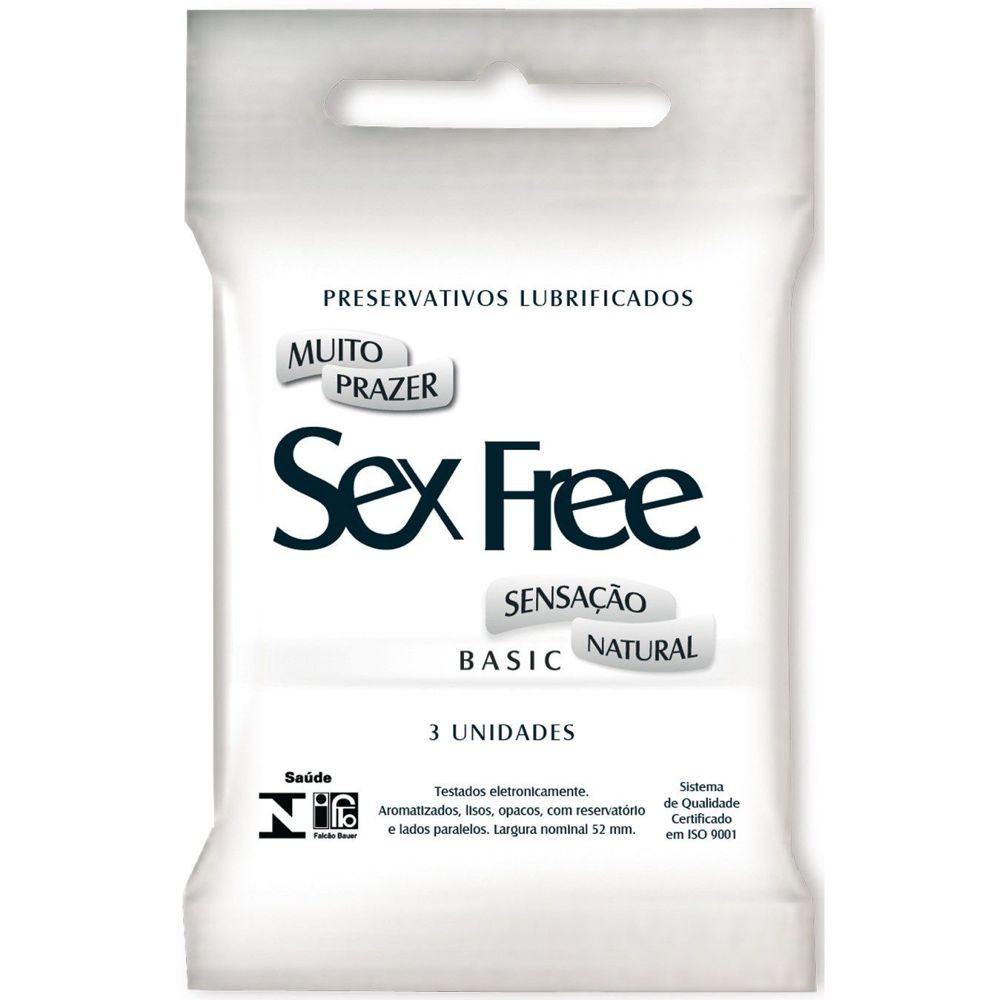 PRESERVATIVOS LUBRIFICADOS
MUITO
PRAZER
Sex Free
SENSAÇÃO
NATURAL
BASIC
3 UNIDADES
Saúde
Falcão Bauer
Testados eletronicamente.
Aromatizados, lisos, opacos, com reservatório
e lados paralelos. Largura nominal 52 mm.
Sistema
de Qualidade
Certificado
em ISO 9001